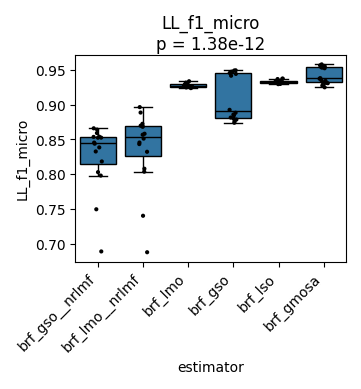 LL_f1_micro
p = 1.38e-12
LL_f1_micro
0.95
0.90
0.85
0.80
0.75
0.70
brf_gso__nrlmf
brf_lmo__nrlmf
brf_lmo
brf_gso
brf_lso
brf_gmosa
estimator